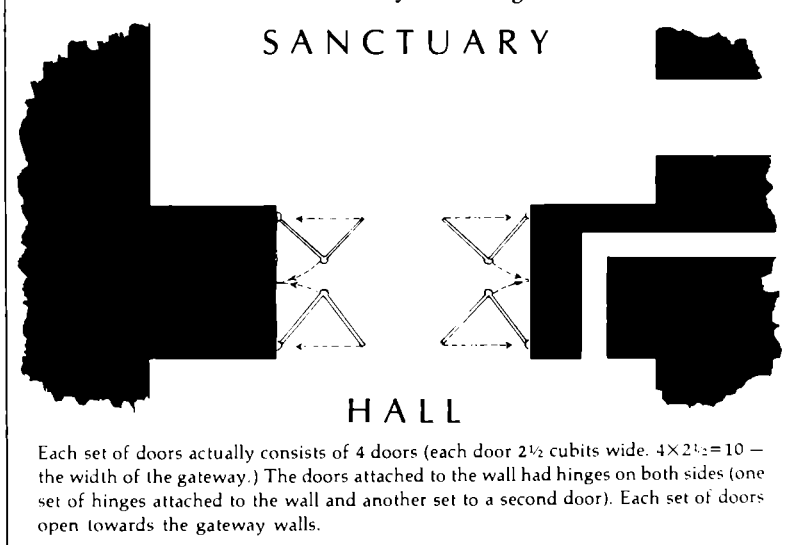 SANCTUARY
HALL
Each set of doors actually consists of 4 doors (each door 2½ cubits wide. 4×2½=10 —
the width of the gateway.) The doors attached to the wall had hinges on both sides (one
set of hinges attached to the wall and another set to a second door). Each set of doors
open towards the gateway walls.